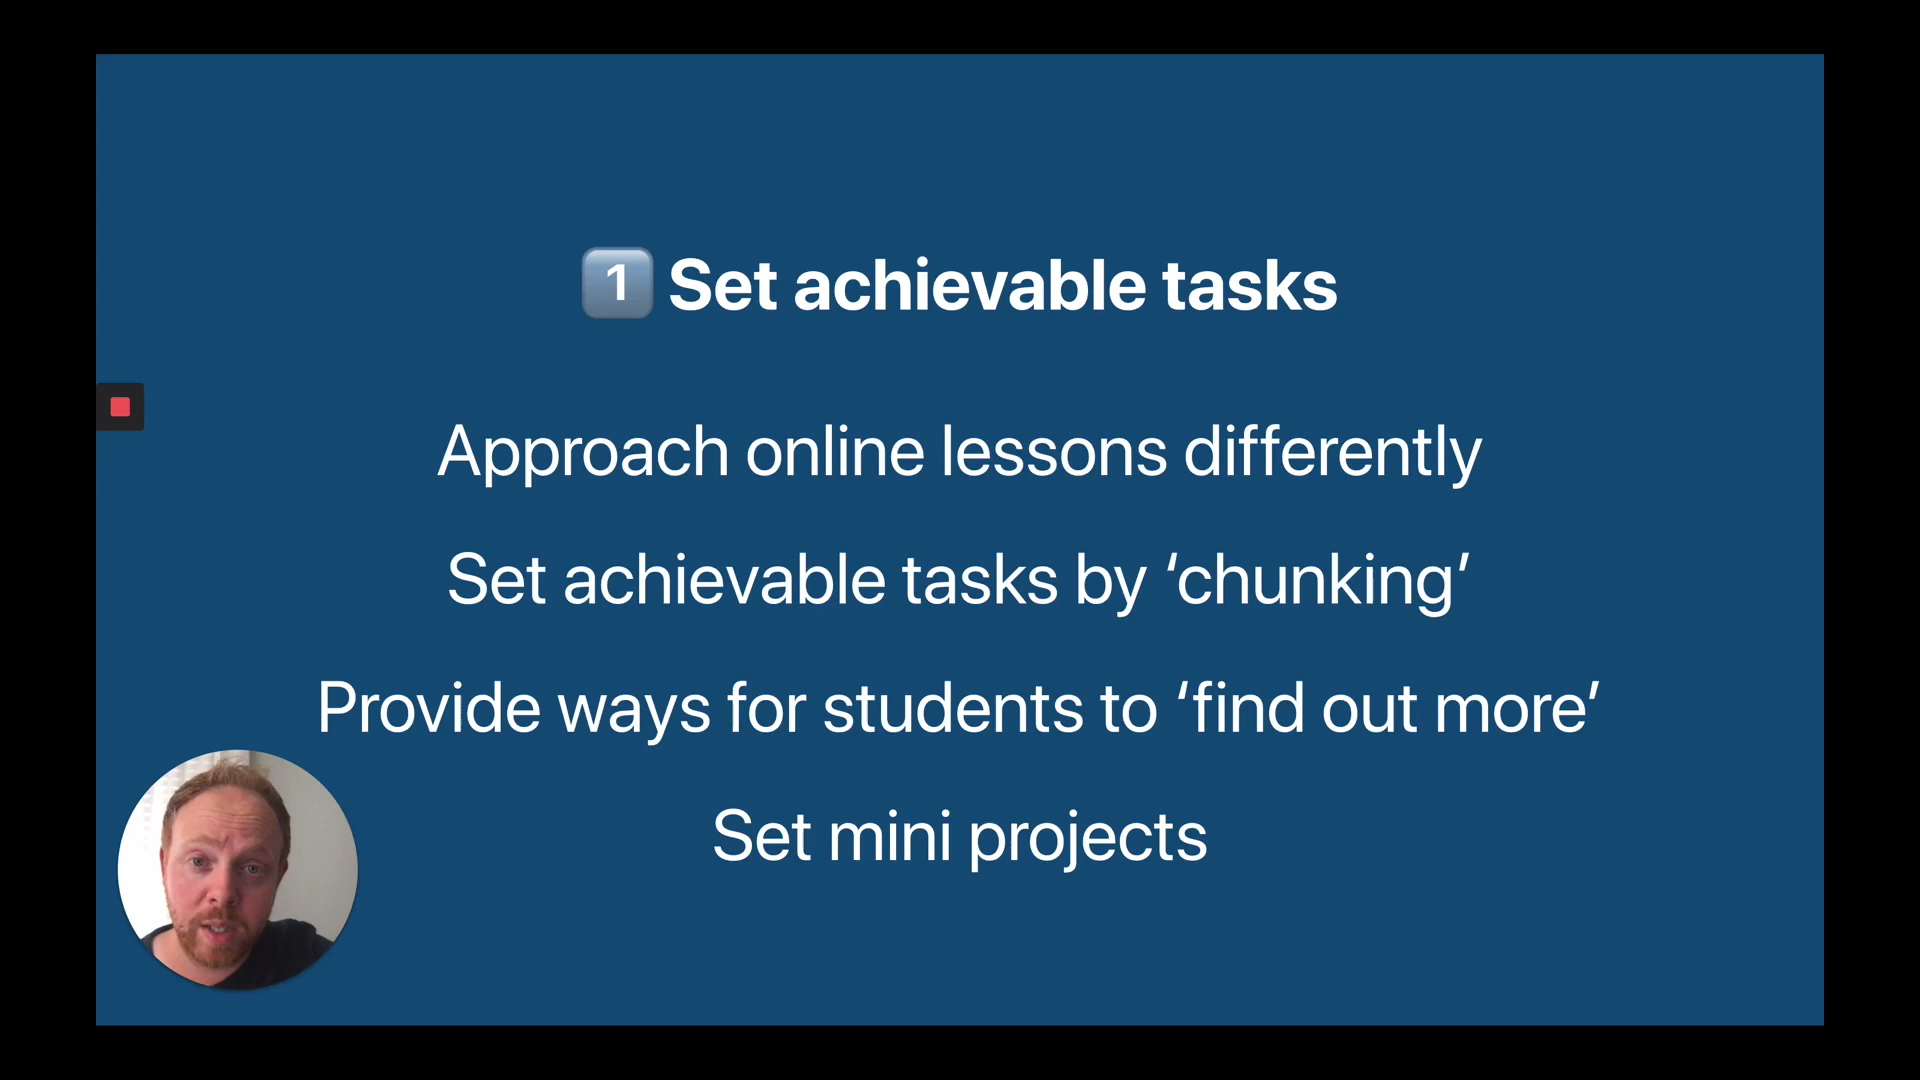 1 Set achievable tasks
Approach online lessons differently
Set achievable tasks by ‘chunking’
Provide ways for students to ‘find out more’
Set mini projects